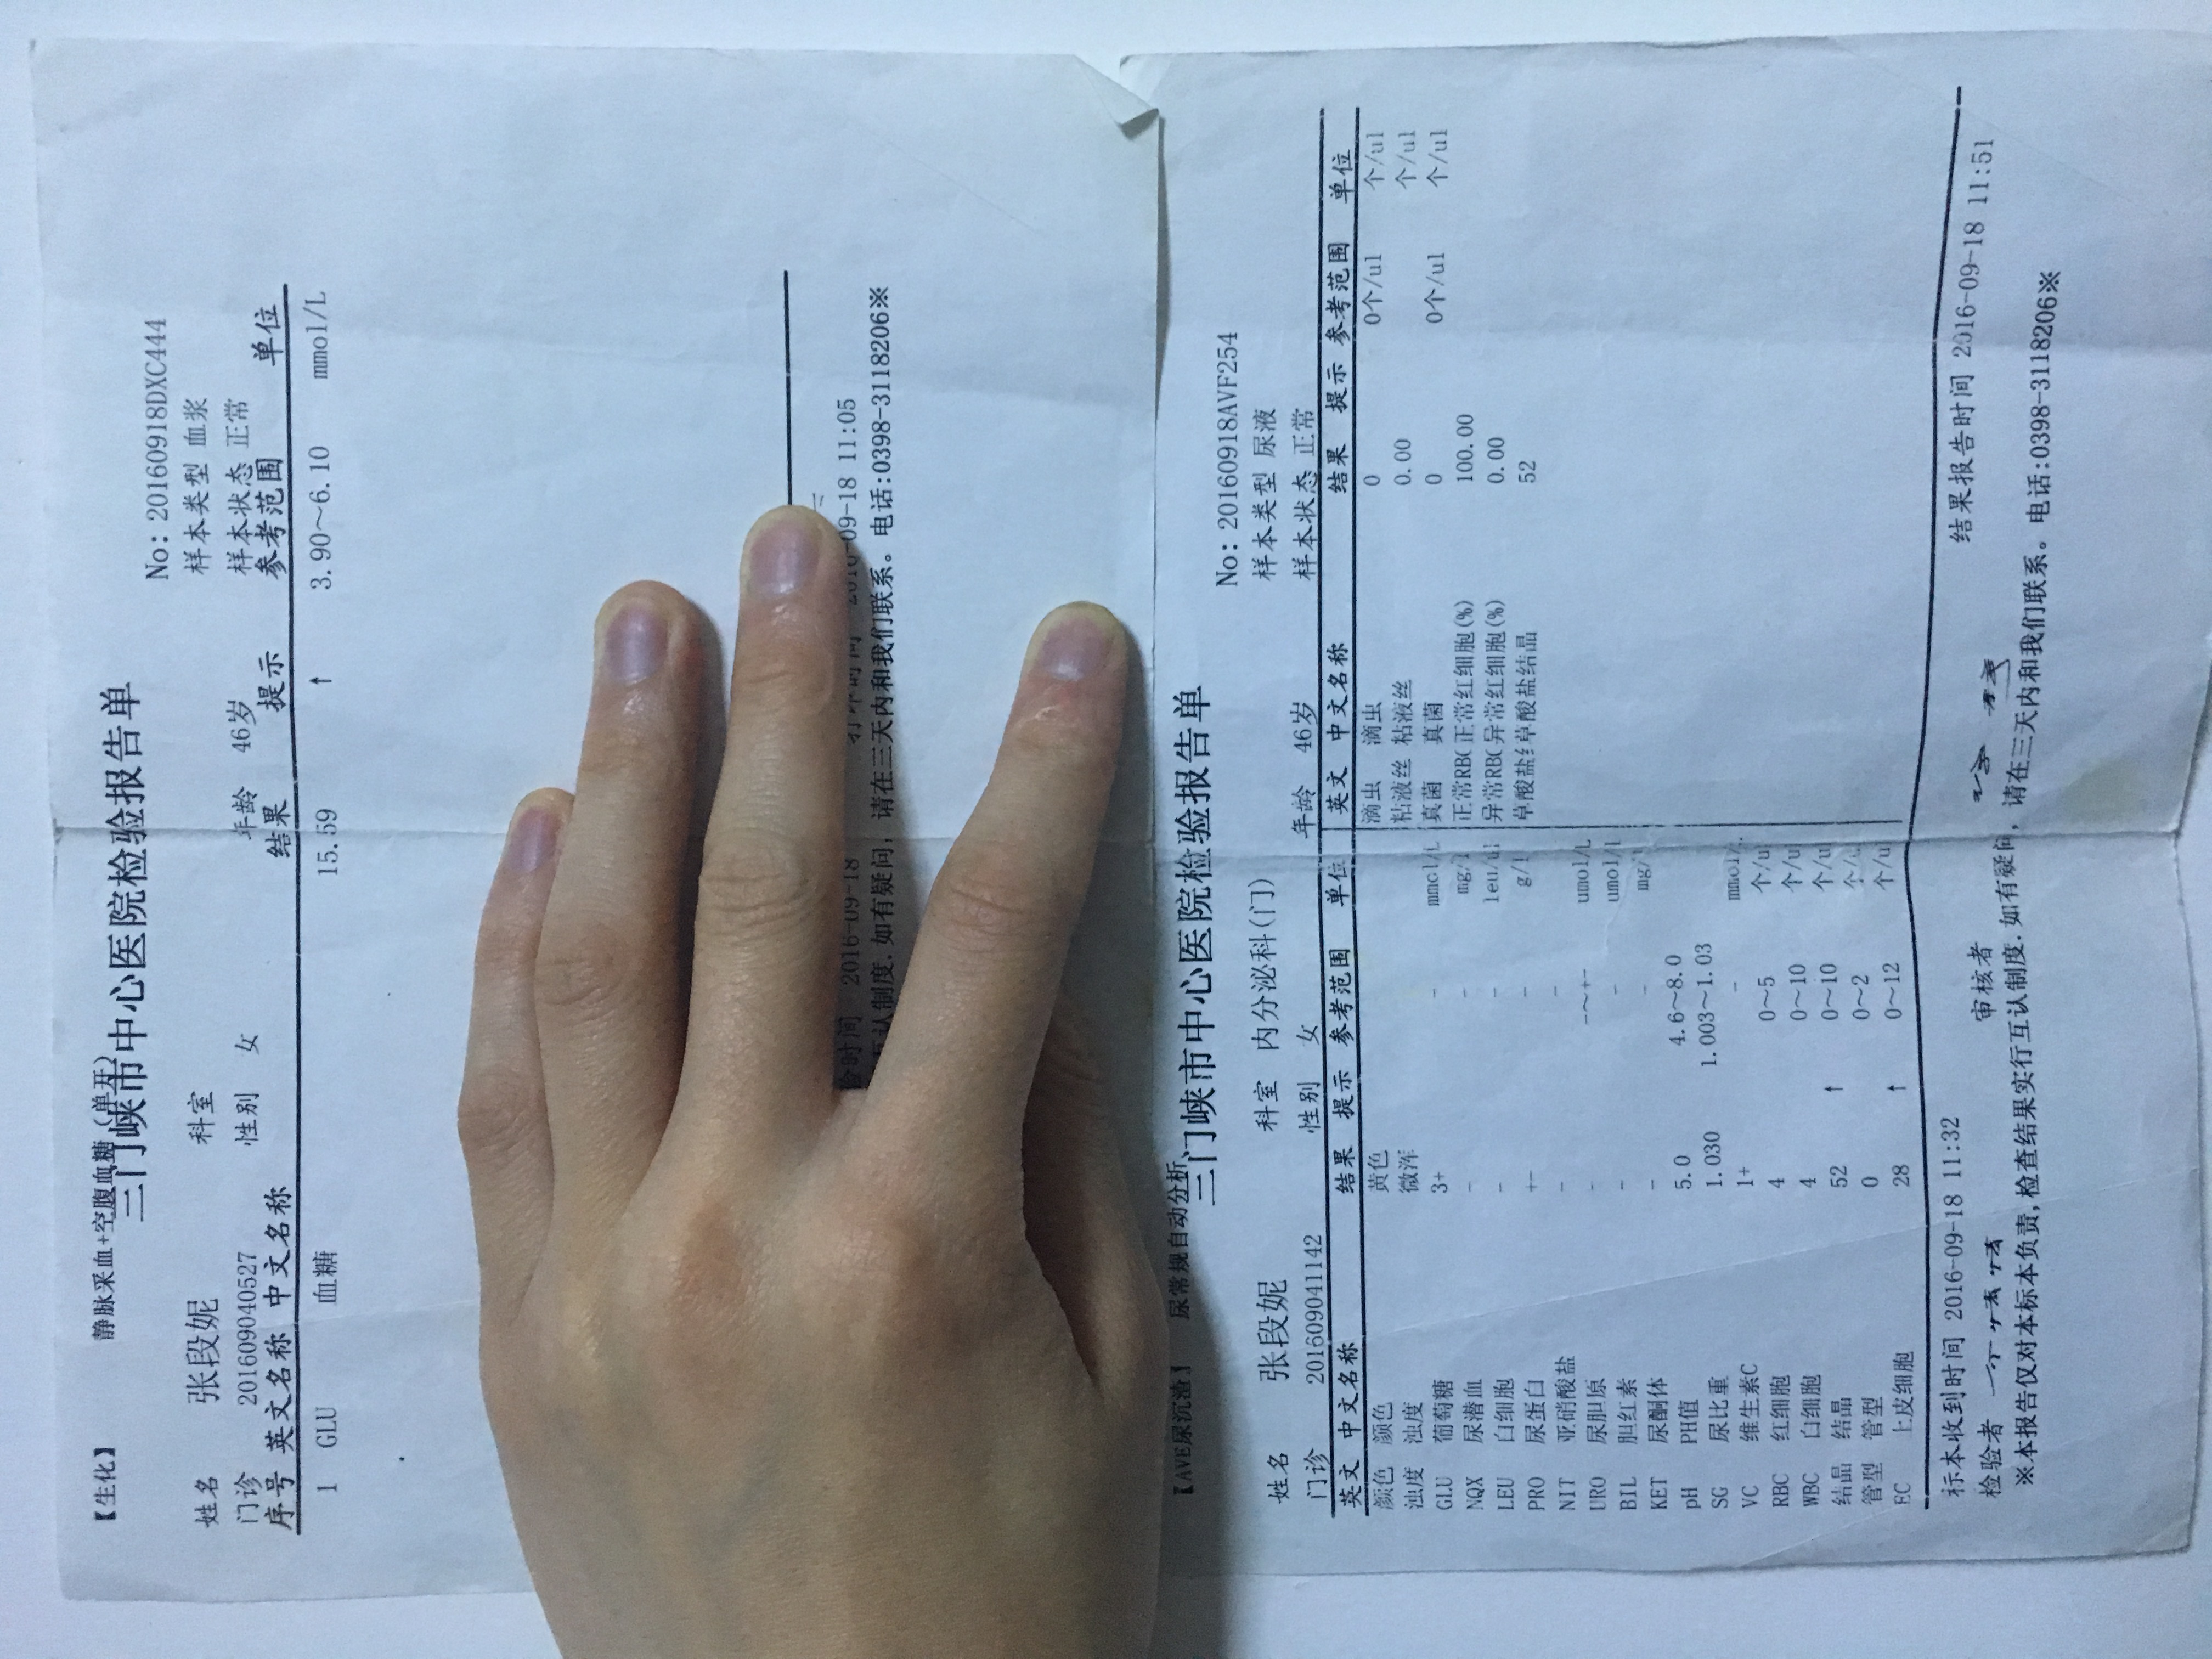 【生化】 静脉采血+空腹血糖(单开)
三门峡市中心医院检验报告单
No: 20160918DXC444
姓名 张段妮 科室 样本类型 血浆
门诊 201609040527 性别 女 年龄 46岁 样本状态 正常
序号 英文名称 中文名称 结果 提示 参考范围 单位
1 GLU 血糖 15.59 ↑ 3.90~6.10 mmol/L
时间 2016-09-18 打印时间 2016-09-18 11:05
互认制度.如有疑问,请在三天内和我们联系。电话:0398-3118206※
【AVE尿沉渣】 尿常规自动分析
三门峡市中心医院检验报告单
No: 20160918AVF254
姓名 张段妮 科室 内分泌科(门) 样本类型 尿液
门诊 201609041142 性别 女 年龄 46岁 样本状态 正常
英文 中文名称 结果 提示 参考范围 单位 英文 中文名称 结果 提示 参考范围 单位
颜色 颜色 黄色 滴虫 滴虫 0 0个/ul 个/ul
浊度 浊度 微浑 粘液丝 粘液丝 0.00 个/ul
GLU 葡萄糖 3+ - mmol/L 真菌 真菌 0 0个/ul 个/ul
NQX 尿潜血 - - mg/l 正常RBC 正常红细胞(%) 100.00
LEU 白细胞 - - leu/ul 异常RBC 异常红细胞(%) 0.00
PRO 尿蛋白 +- - g/l 草酸盐 草酸盐结晶 52
NIT 亚硝酸盐 - -
URO 尿胆原 - -~+- umol/L
BIL 胆红素 - - umol/l
KET 尿酮体 - - mg/l
pH PH值 5.0 4.6~8.0
SG 尿比重 1.030 1.003~1.03
VC 维生素C 1+ - mmol/
RBC 红细胞 4 0~5 个/u
WBC 白细胞 4 0~10 个/u
结晶 结晶 52 ↑ 0~10 个/u
管型 管型 0 0~2 个/
EC 上皮细胞 28 ↑ 0~12 个/u
标本收到时间 2016-09-18 11:32 结果报告时间 2016-09-18 11:51
检验者 审核者
※本报告仅对本标本负责,检查结果实行互认制度.如有疑问,请在三天内和我们联系。电话:0398-3118206※